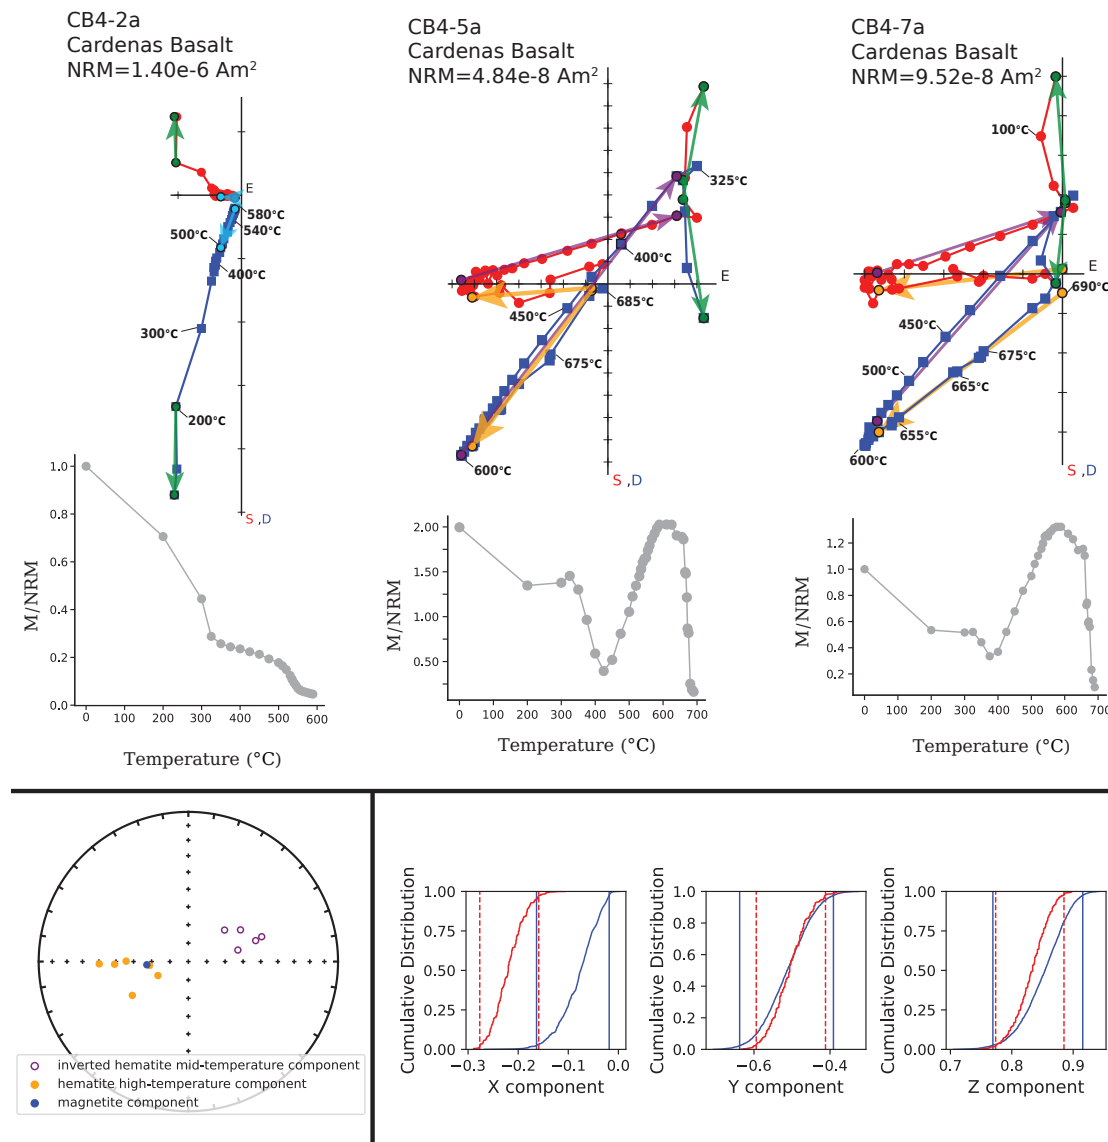 CB4-2a
Cardenas Basalt
NRM=1.40e-6 Am²
E
580°C
540°C
500°C
400°C
300°C
200°C
S ,D
M/NRM
1.0
0.8
0.6
0.4
0.2
0.0
0 100 200 300 400 500 600
Temperature (°C)
CB4-5a
Cardenas Basalt
NRM=4.84e-8 Am²
325°C
400°C
E
685°C
450°C
675°C
600°C
S ,D
M/NRM
2.00
1.50
1.00
0.50
0 100 200 300 400 500 600 700
Temperature (°C)
CB4-7a
Cardenas Basalt
NRM=9.52e-8 Am²
100°C
E
690°C
450°C
675°C
500°C
665°C
655°C
600°C
S ,D
M/NRM
1.2
1.0
0.8
0.6
0.4
0.2
0 100 200 300 400 500 600 700
Temperature (°C)
inverted hematite mid-temperature component
hematite high-temperature component
magnetite component
Cumulative Distribution
1.00
0.75
0.50
0.25
0.00
−0.3 −0.2 −0.1 0.0
X component
Cumulative Distribution
1.00
0.75
0.50
0.25
0.00
−0.6 −0.4
Y component
Cumulative Distribution
1.00
0.75
0.50
0.25
0.00
0.7 0.8 0.9
Z component